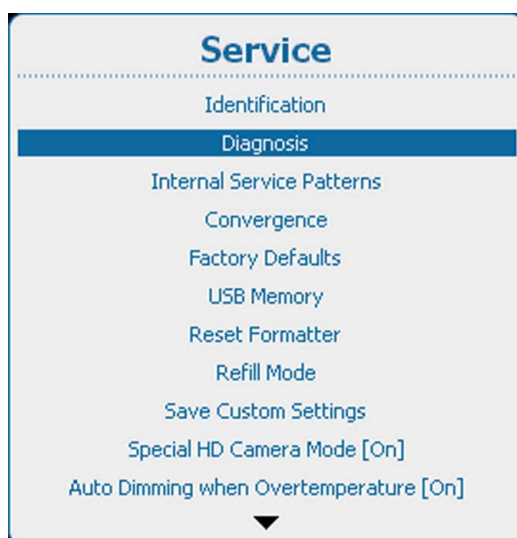 Service
Identification
Diagnosis
Internal Service Patterns
Convergence
Factory Defaults
USB Memory
Reset Formatter
Refill Mode
Save Custom Settings
Special HD Camera Mode [On]
Auto Dimming when Overtemperature [On]